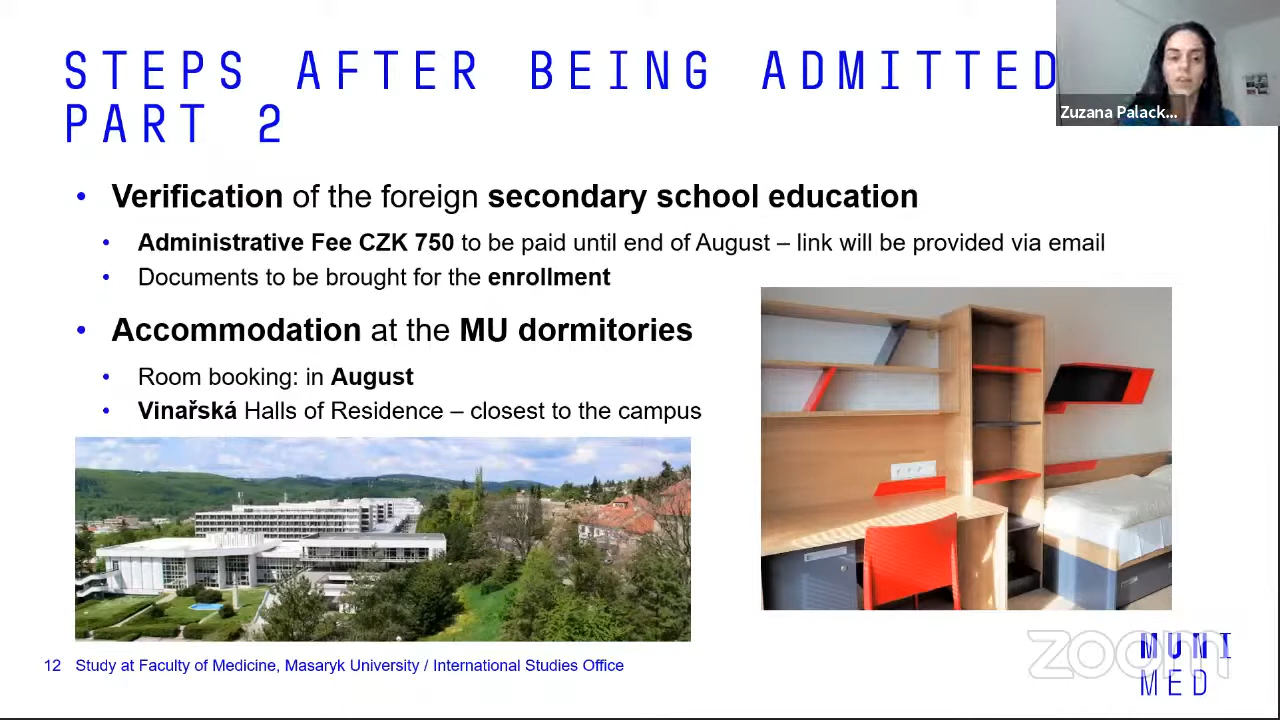 STEPS AFTER BEING ADMITTED
PART 2
Zuzana Palack...
• Verification of the foreign secondary school education
• Administrative Fee CZK 750 to be paid until end of August – link will be provided via email
• Documents to be brought for the enrollment
• Accommodation at the MU dormitories
• Room booking: in August
• Vinařská Halls of Residence – closest to the campus
12 Study at Faculty of Medicine, Masaryk University / International Studies Office
zoom
MUNI
MED